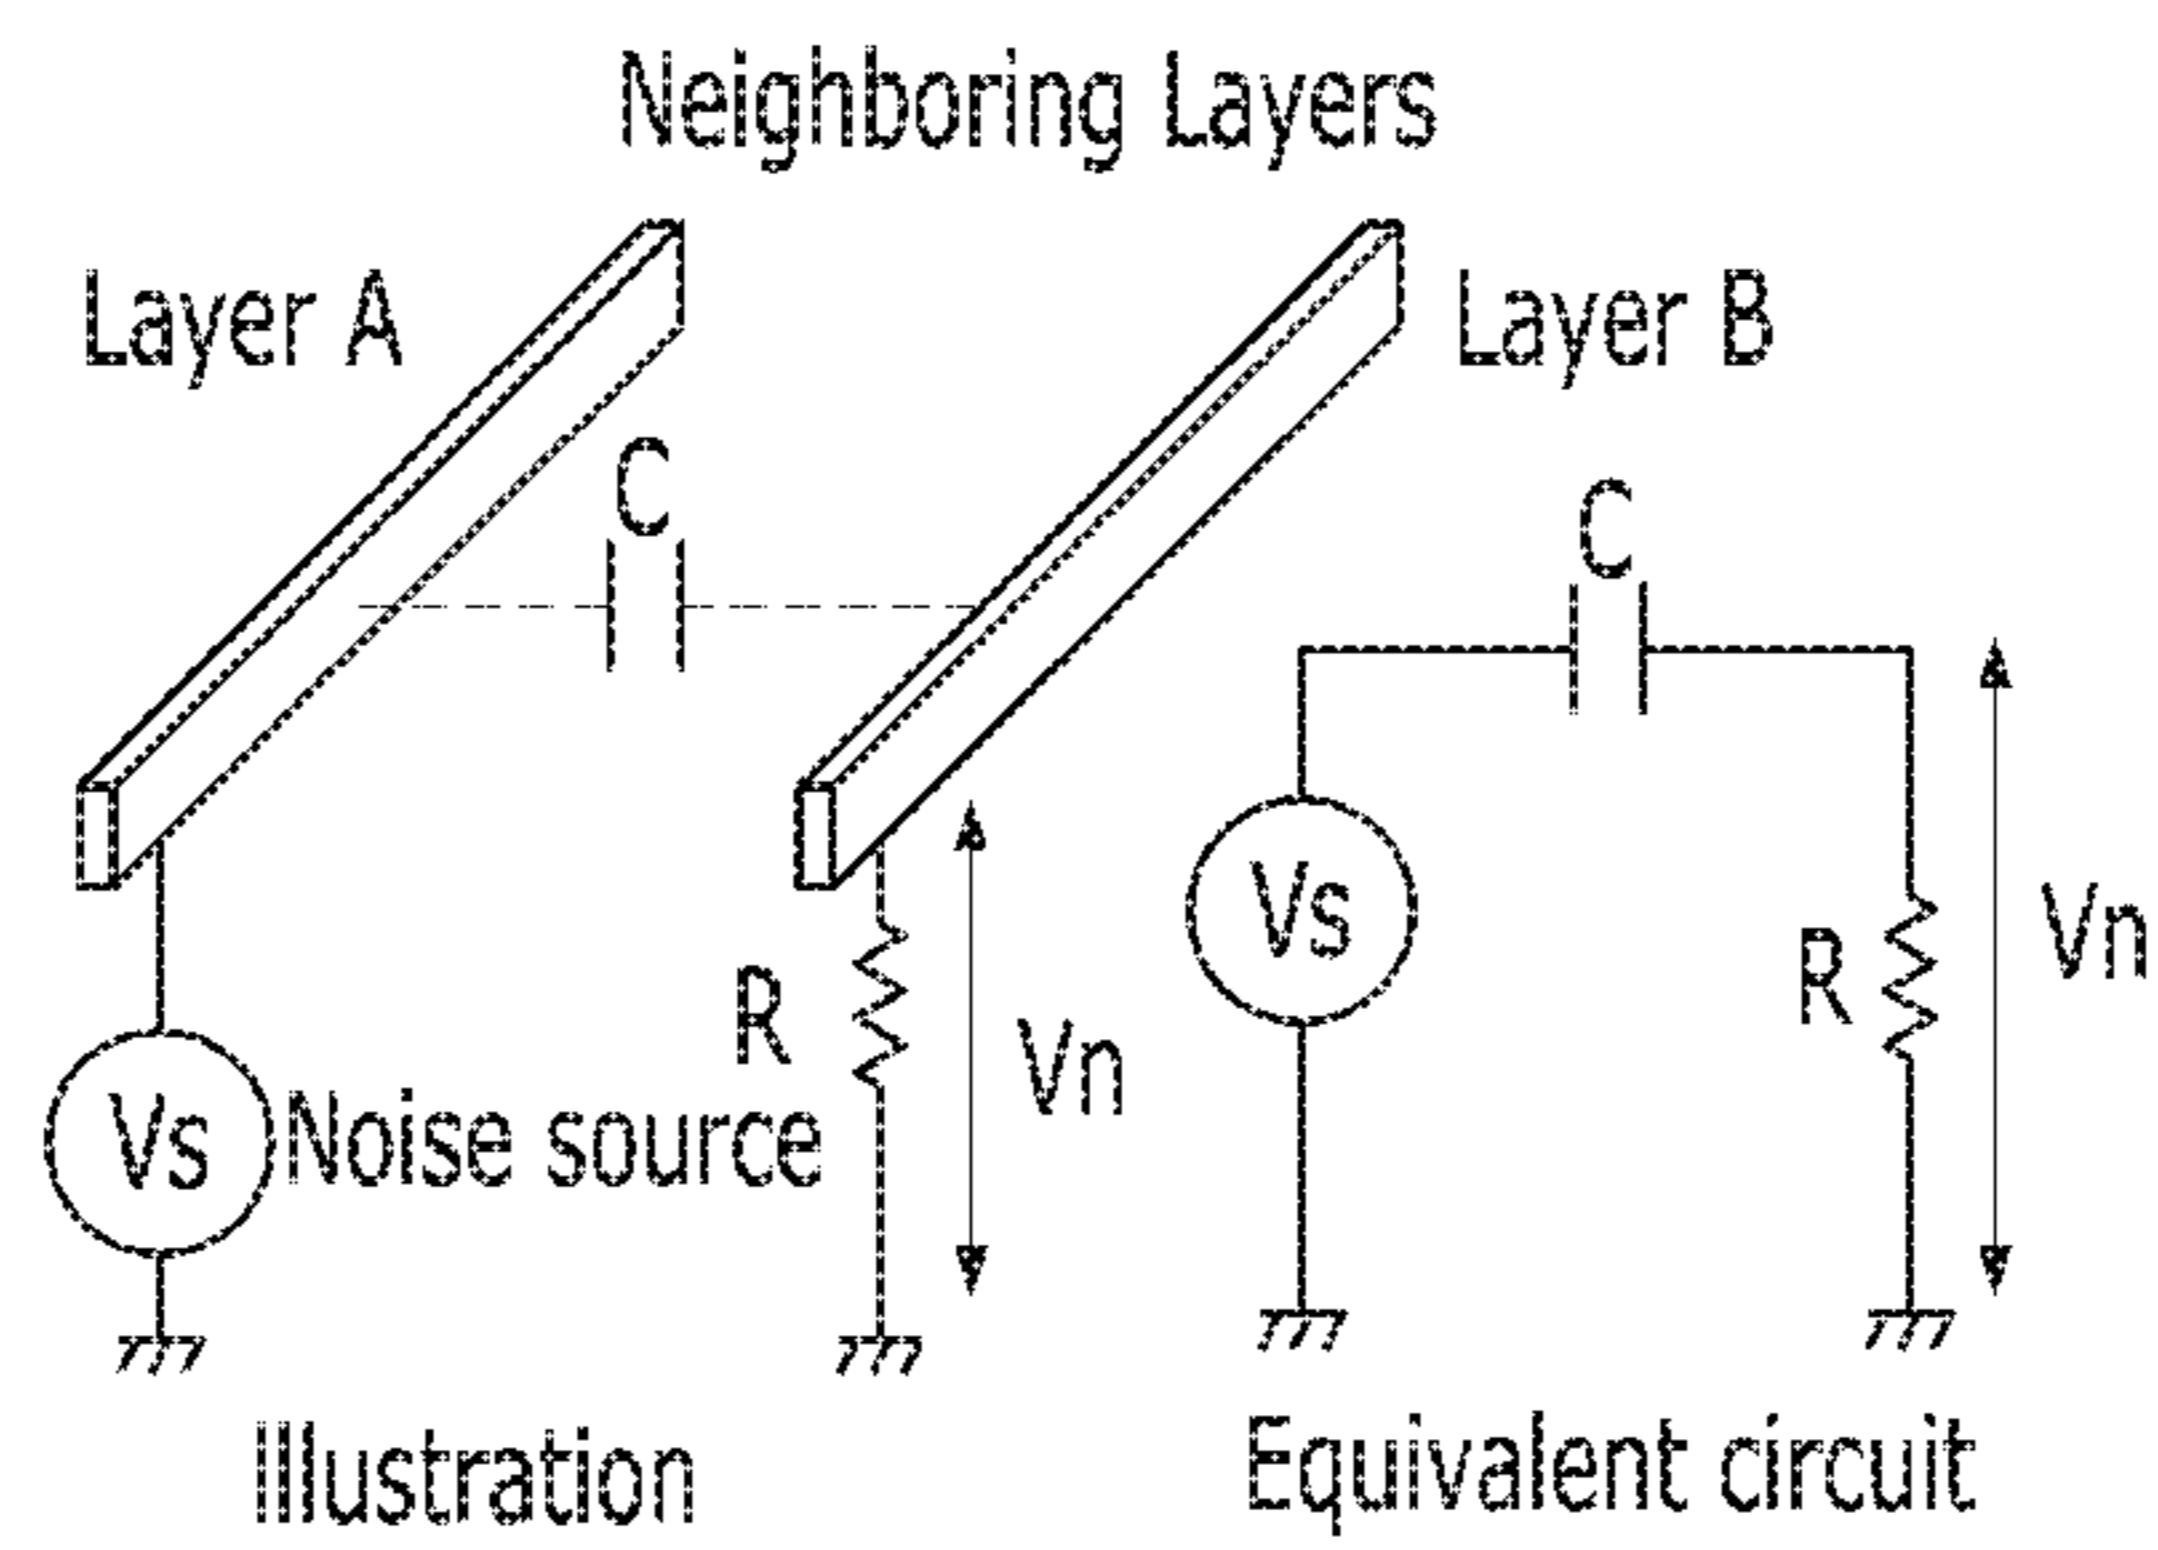 Neighboring Layers
Layer A
Layer B
C
C
Vs
R
Vn
R
Vn
Vs Noise source
Illustration
Equivalent circuit